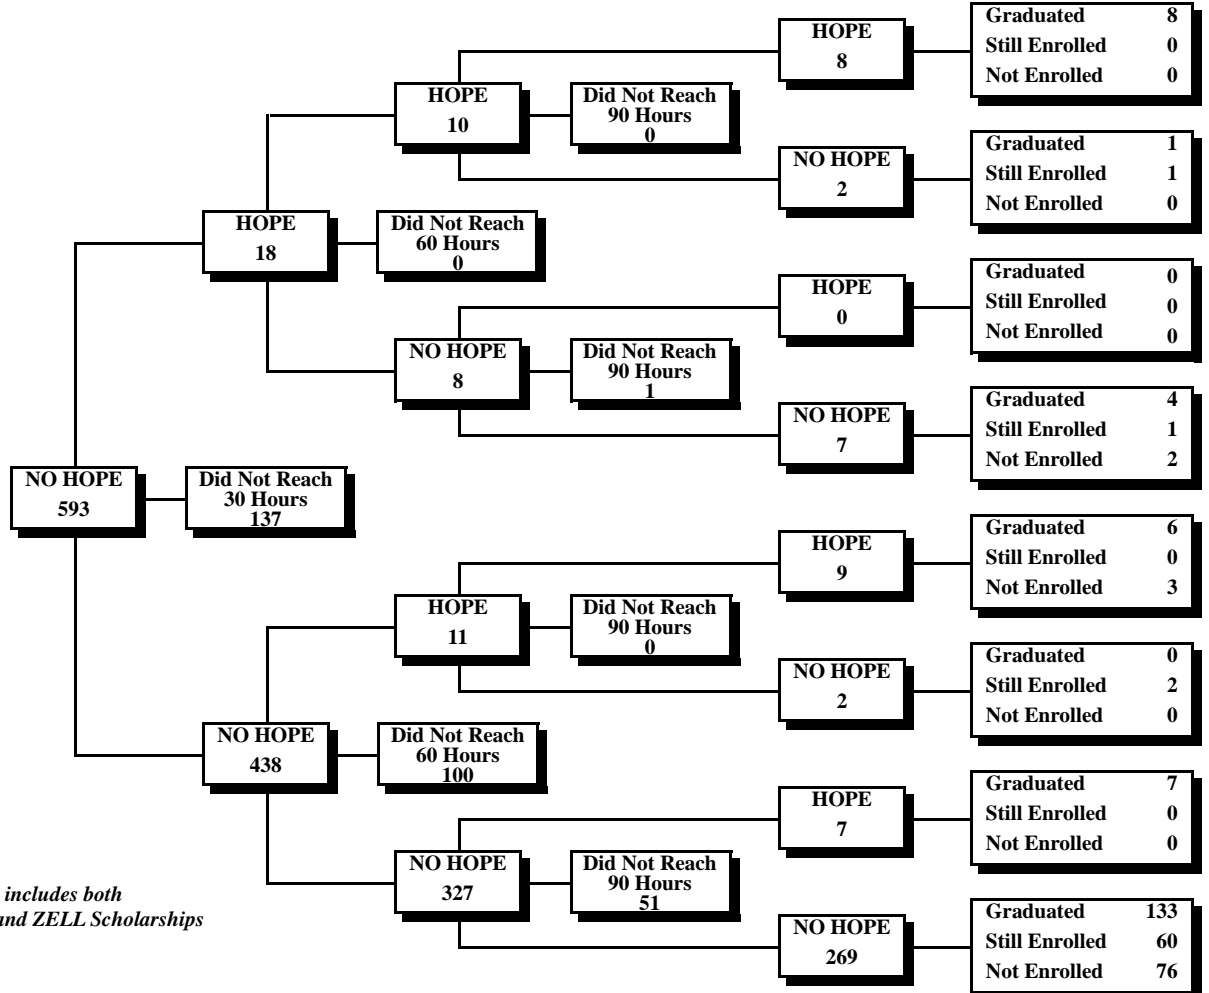 HOPE
8
Graduated 8
Still Enrolled 0
Not Enrolled 0
HOPE
10
Did Not Reach
90 Hours
0
NO HOPE
2
Graduated 1
Still Enrolled 1
Not Enrolled 0
HOPE
18
Did Not Reach
60 Hours
0
HOPE
0
Graduated 0
Still Enrolled 0
Not Enrolled 0
NO HOPE
8
Did Not Reach
90 Hours
1
NO HOPE
7
Graduated 4
Still Enrolled 1
Not Enrolled 2
NO HOPE
593
Did Not Reach
30 Hours
137
HOPE
9
Graduated 6
Still Enrolled 0
Not Enrolled 3
HOPE
11
Did Not Reach
90 Hours
0
NO HOPE
2
Graduated 0
Still Enrolled 2
Not Enrolled 0
NO HOPE
438
Did Not Reach
60 Hours
100
HOPE
7
Graduated 7
Still Enrolled 0
Not Enrolled 0
NO HOPE
327
Did Not Reach
90 Hours
51
NO HOPE
269
Graduated 133
Still Enrolled 60
Not Enrolled 76
includes both
and ZELL Scholarships